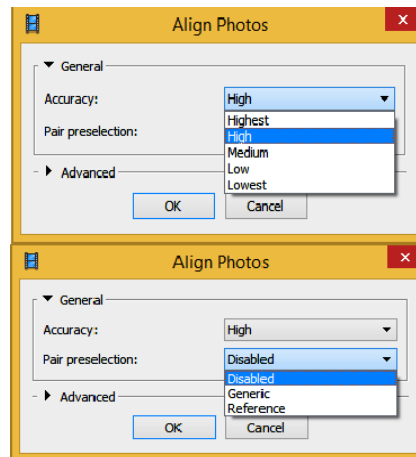 Align Photos
x
General
Accuracy: High
Highest
Pair preselection: High
Medium
Low
Advanced
Lowest
OK Cancel
Align Photos
x
General
Accuracy: High
Pair preselection: Disabled
Disabled
Generic
Advanced
Reference
OK Cancel